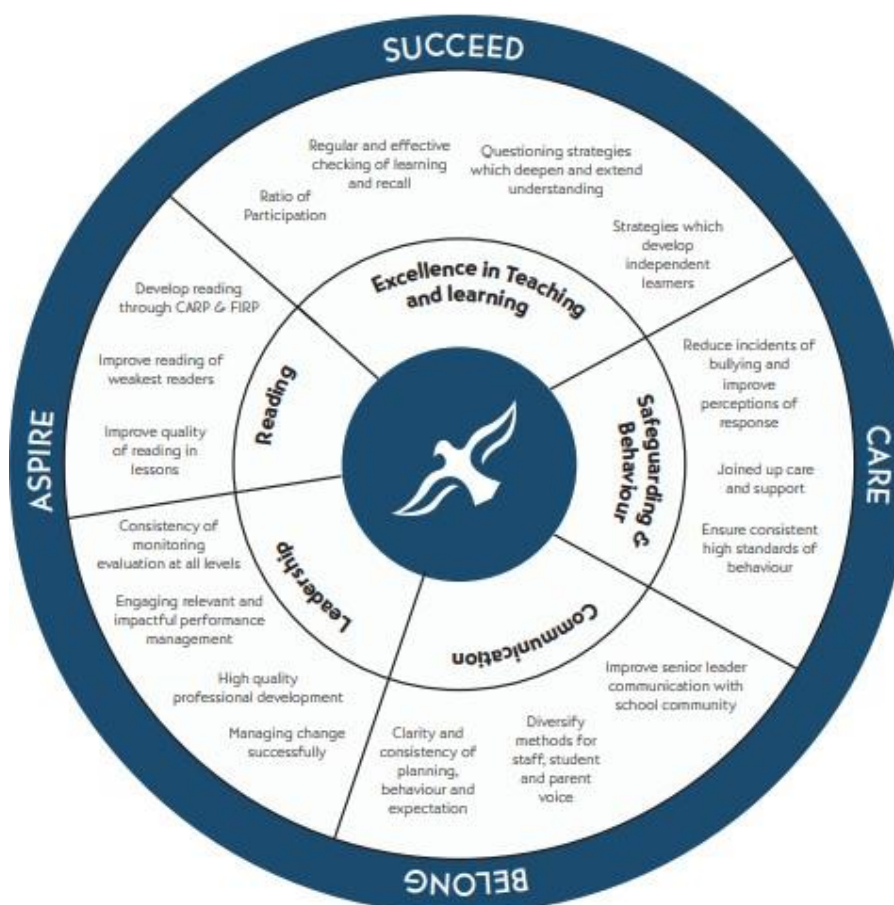 SUCCEED
Regular and effective
checking of learning
and recall
Questioning strategies
which deepen and extend
understanding
Ratio of
Participation
Strategies which
develop
independent
learners
Excellence in Teaching
and learning
Develop reading
through CARP & FIRP
Improve reading of
weakest readers
Improve quality
of reading in
lessons
Reading
ASPIRE
Reduce incidents of
bullying and
improve
perceptions of
response
Joined up care
and support
Ensure consistent
high standards of
behaviour
Safeguarding &
Behaviour
CARE
Consistency of
monitoring
evaluation at all levels
Engaging relevant and
impactful performance
management
High quality
professional development
Managing change
successfully
Leadership
Communication
Clarity and
consistency of
planning,
behaviour and
expectation
Diversify
methods for
staff, student
and parent
voice
Improve senior leader
communication with
school community
BELONG